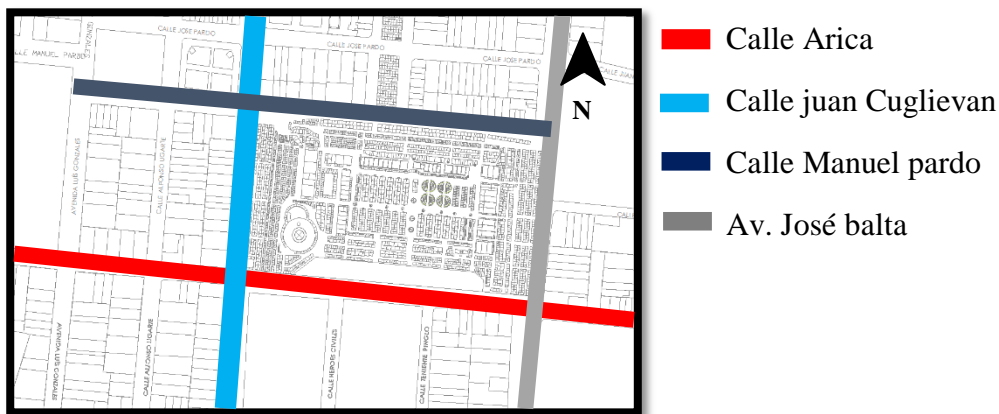 CALLE JOSE PARDO
CALLE JOSE PARDO
CALLE JOSE PARDO
GONZALES
CALLE MANUEL PARDO
N
AVENIDA LUIS GONZALES
CALLE ALFONSO UGARTE
AVENIDA LUIS GONZALES
CALLE ALFONSO UGARTE
CALLE HEROES CIVILES
CALLE TENIENTE PINGLO
Calle Arica
Calle juan Cuglievan
Calle Manuel pardo
Av. José balta